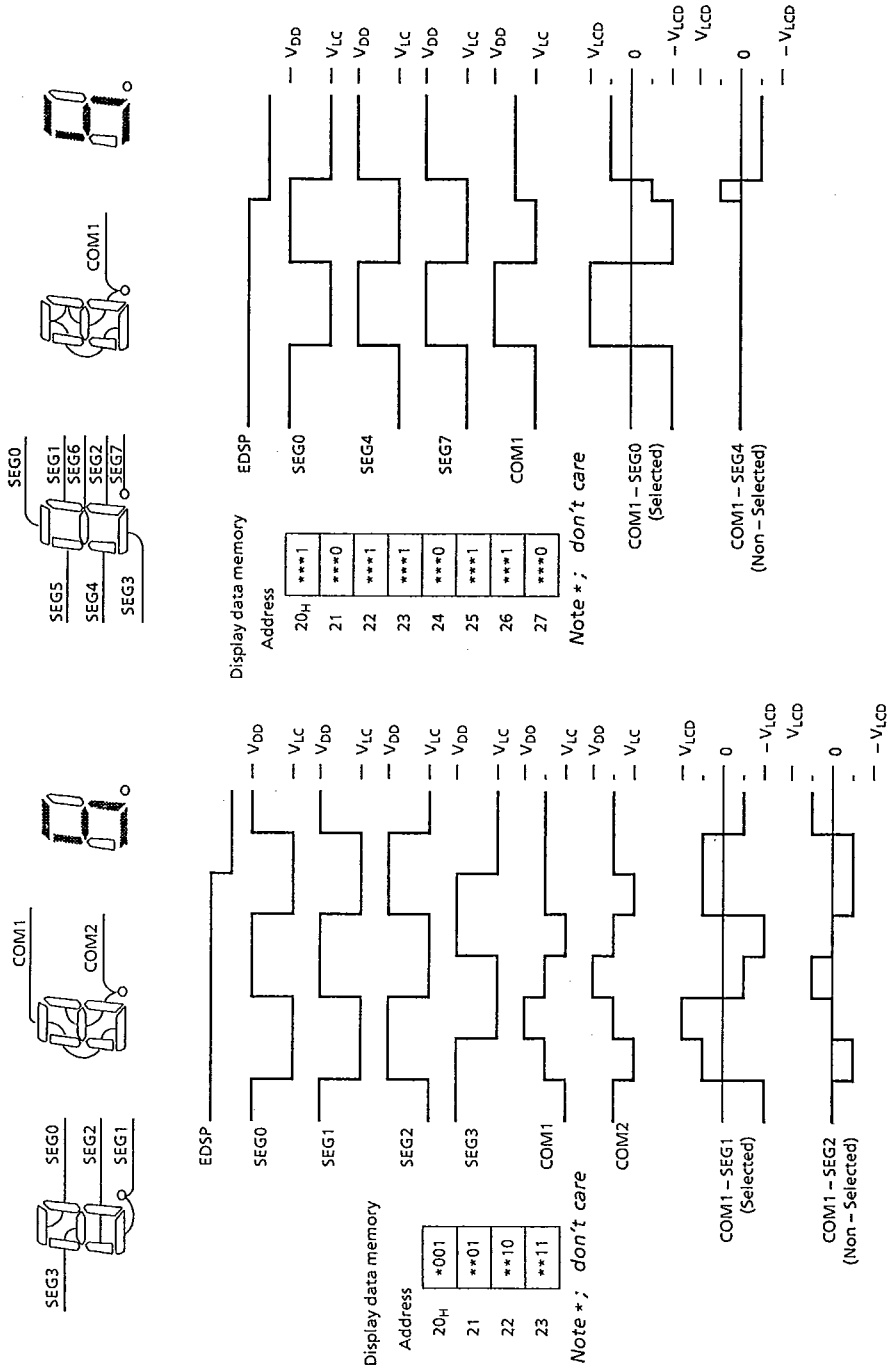 COM1
SEG3
SEG0
SEG2
SEG1
COM2
EDSP
SEG0
VDD
VLC
SEG1
VDD
VLC
SEG2
VDD
VLC
SEG3
VDD
VLC
COM1
VDD
VLC
COM2
VDD
VLC
Display data memory
Address
20H *001
21 **01
22 **10
23 **11
Note *; don't care
COM1 – SEG1
(Selected)
VLCD
0
– VLCD
COM1 – SEG2
(Non – Selected)
VLCD
0
– VLCD
SEG0
SEG5
SEG4
SEG3
SEG1
SEG6
SEG2
SEG7
COM1
EDSP
SEG0
VDD
VLC
SEG4
VDD
VLC
SEG7
VDD
VLC
COM1
VDD
VLC
Display data memory
Address
20H ***1
21 ***0
22 ***1
23 ***1
24 ***0
25 ***1
26 ***1
27 ***0
Note *; don't care
COM1 – SEG0
(Selected)
VLCD
0
– VLCD
COM1 – SEG4
(Non – Selected)
VLCD
0
– VLCD